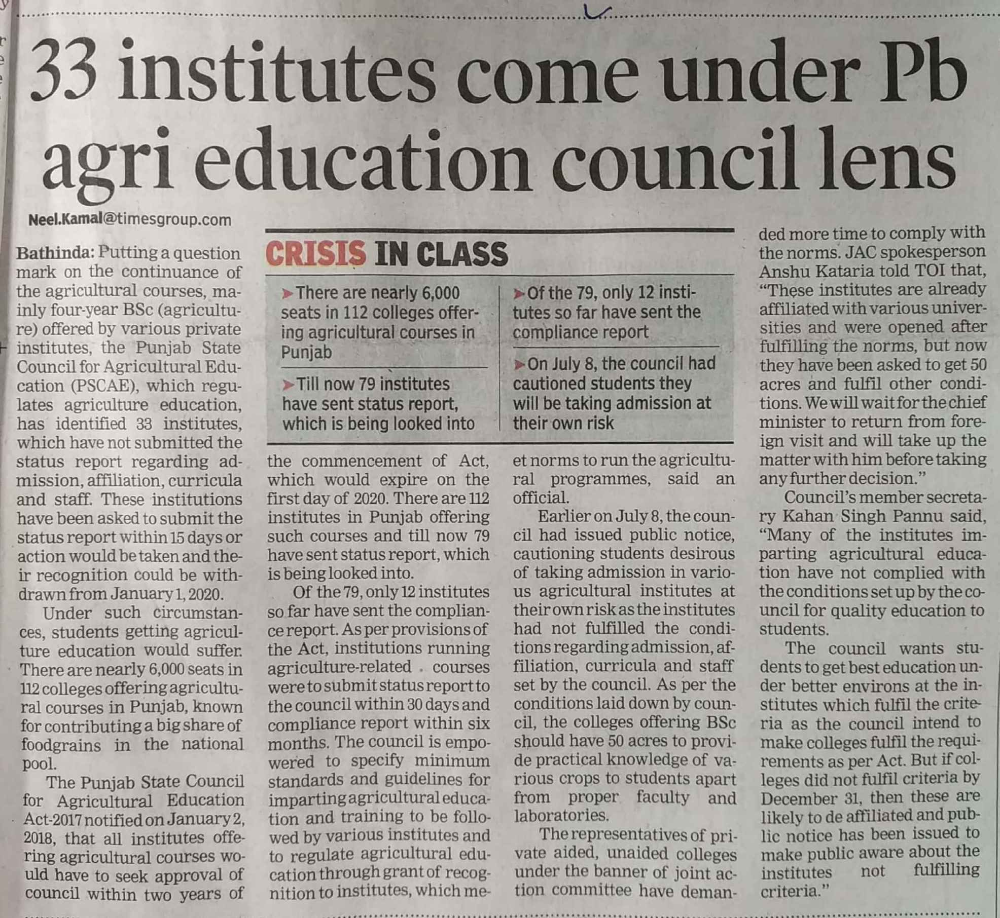 33 institutes come under Pb
agri education council lens
Neel.Kamal@timesgroup.com
Bathinda: Putting a question
mark on the continuance of
the agricultural courses, ma-
inly four-year BSc (agricultu-
re) offered by various private
institutes, the Punjab State
Council for Agricultural Edu-
cation (PSCAE), which regu-
lates agriculture education,
has identified 33 institutes,
which have not submitted the
status report regarding ad-
mission, affiliation, curricula
and staff. These institutions
have been asked to submit the
status report within 15 days or
action would be taken and the-
ir recognition could be with-
drawn from January 1, 2020.
Under such circumstan-
ces, students getting agricul-
ture education would suffer.
There are nearly 6,000 seats in
112 colleges offering agricultu-
ral courses in Punjab, known
for contributing a big share of
foodgrains in the national
pool.
The Punjab State Council
for Agricultural Education
Act-2017 notified on January 2,
2018, that all institutes offe-
ring agricultural courses wo-
uld have to seek approval of
council within two years of
CRISIS IN CLASS
➤There are nearly 6,000
seats in 112 colleges offer-
ing agricultural courses in
Punjab
➤Till now 79 institutes
have sent status report,
which is being looked into
➤Of the 79, only 12 insti-
tutes so far have sent the
compliance report
➤On July 8, the council had
cautioned students they
will be taking admission at
their own risk
the commencement of Act,
which would expire on the
first day of 2020. There are 112
institutes in Punjab offering
such courses and till now 79
have sent status report, which
is being looked into.
Of the 79, only 12 institutes
so far have sent the complian-
ce report. As per provisions of
the Act, institutions running
agriculture-related courses
were to submit status report to
the council within 30 days and
compliance report within six
months. The council is empo-
wered to specify minimum
standards and guidelines for
imparting agricultural educa-
tion and training to be follo-
wed by various institutes and
to regulate agricultural edu-
cation through grant of recog-
nition to institutes, which me-
et norms to run the agricultu-
ral programmes, said an
official.
Earlier on July 8, the coun-
cil had issued public notice,
cautioning students desirous
of taking admission in vario-
us agricultural institutes at
their own risk as the institutes
had not fulfilled the condi-
tions regarding admission, af-
filiation, curricula and staff
set by the council. As per the
conditions laid down by coun-
cil, the colleges offering BSc
should have 50 acres to provi-
de practical knowledge of va-
rious crops to students apart
from proper faculty and
laboratories.
The representatives of pri-
vate aided, unaided colleges
under the banner of joint ac-
tion committee have deman-
ded more time to comply with
the norms. JAC spokesperson
Anshu Kataria told TOI that,
“These institutes are already
affiliated with various univer-
sities and were opened after
fulfilling the norms, but now
they have been asked to get 50
acres and fulfil other condi-
tions. We will wait for the chief
minister to return from fore-
ign visit and will take up the
matter with him before taking
any further decision.”
Council’s member secreta-
ry Kahan Singh Pannu said,
“Many of the institutes im-
parting agricultural educa-
tion have not complied with
the conditions set up by the co-
uncil for quality education to
students.
The council wants stu-
dents to get best education un-
der better environs at the in-
stitutes which fulfil the crite-
ria as the council intend to
make colleges fulfil the requi-
rements as per Act. But if col-
leges did not fulfil criteria by
December 31, then these are
likely to de affiliated and pub-
lic notice has been issued to
make public aware about the
institutes not fulfilling
criteria.”